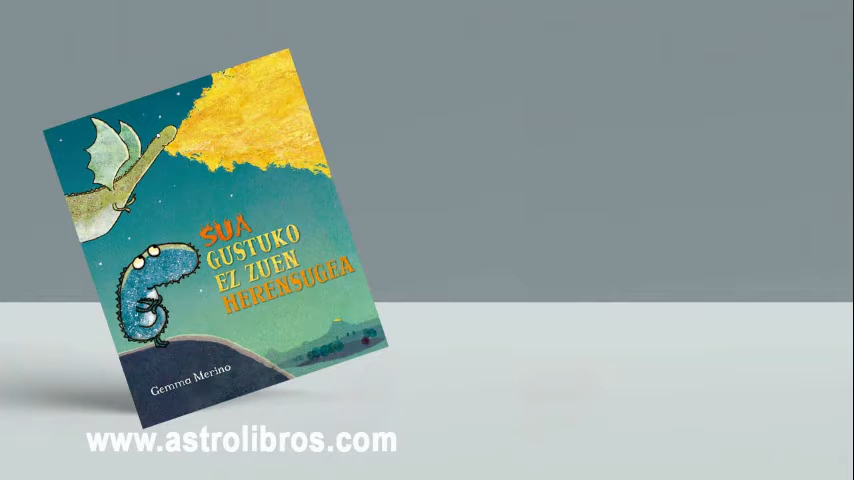 SUA
GUSTUKO
EZ ZUEN
HERENSUGEA
Gemma Merino
www.astrolibros.com